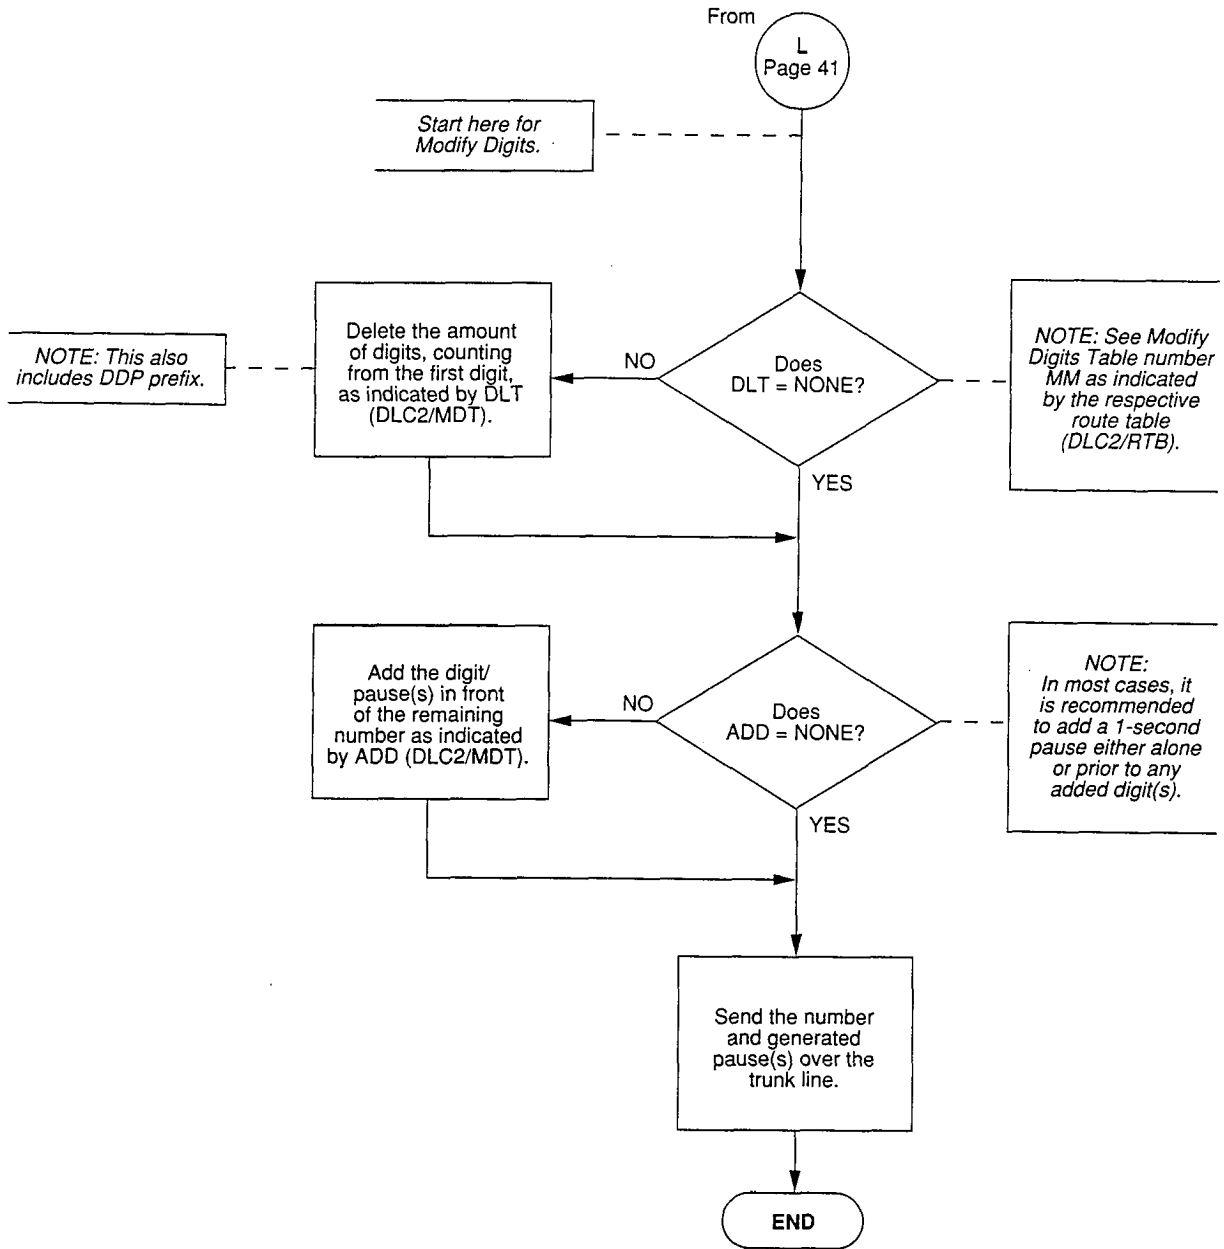 From
L
Page 41
Start here for
Modify Digits.
Delete the amount
of digits, counting
from the first digit,
as indicated by DLT
(DLC2/MDT).
NOTE: This also
includes DDP prefix.
NO
Does
DLT = NONE?
NOTE: See Modify
Digits Table number
MM as indicated
by the respective
route table
(DLC2/RTB).
YES
Add the digit/
pause(s) in front
of the remaining
number as indicated
by ADD (DLC2/MDT).
NO
Does
ADD = NONE?
NOTE:
In most cases, it
is recommended
to add a 1-second
pause either alone
or prior to any
added digit(s).
YES
Send the number
and generated
pause(s) over the
trunk line.
END